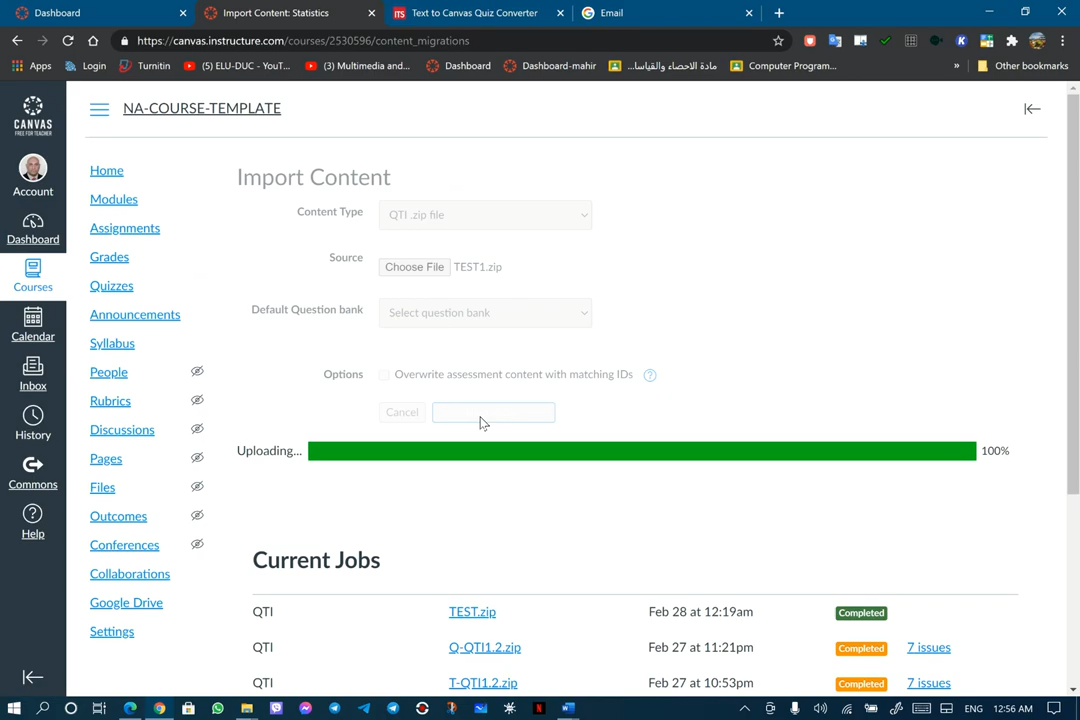 Dashboard
Import Content: Statistics
ITS Text to Canvas Quiz Converter
Email
https://canvas.instructure.com/courses/2530596/content_migrations
Apps Login Turnitin (5) ELU-DUC - YouT... (3) Multimedia and... Dashboard Dashboard-mahir مادة الاحصاء والقياسا... Computer Program... » Other bookmarks
CANVAS
FREE FOR TEACHER
Account
Dashboard
Courses
Calendar
Inbox
History
Commons
Help
NA-COURSE-TEMPLATE
Home
Modules
Assignments
Grades
Quizzes
Announcements
Syllabus
People
Rubrics
Discussions
Pages
Files
Outcomes
Conferences
Collaborations
Google Drive
Settings
Import Content
Content Type QTI .zip file
Source Choose File TEST1.zip
Default Question bank Select question bank
Options Overwrite assessment content with matching IDs ?
Cancel
Uploading... 100%
Current Jobs
QTI TEST.zip Feb 28 at 12:19am Completed
QTI Q-QTI1.2.zip Feb 27 at 11:21pm Completed 7 issues
QTI T-QTI1.2.zip Feb 27 at 10:53pm Completed 7 issues
ENG 12:56 AM